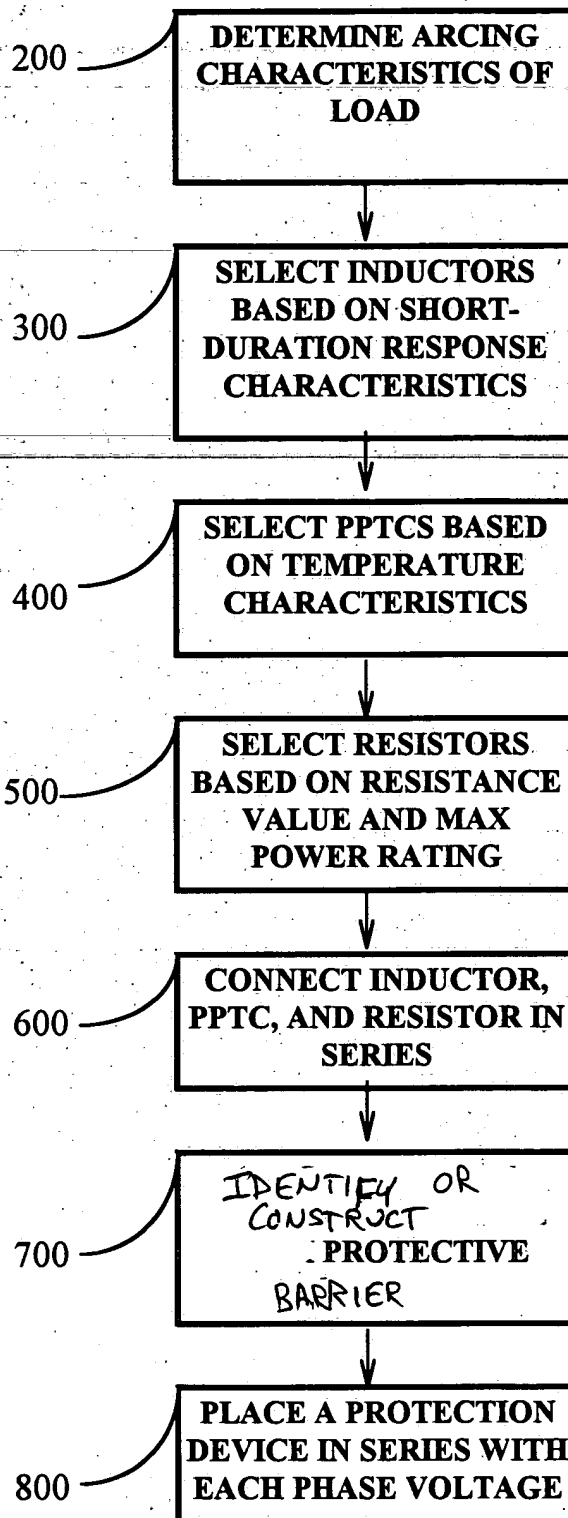 200
DETERMINE ARCING
CHARACTERISTICS OF
LOAD
300
SELECT INDUCTORS
BASED ON SHORT-
DURATION RESPONSE
CHARACTERISTICS
400
SELECT PPTCS BASED
ON TEMPERATURE
CHARACTERISTICS
500
SELECT RESISTORS
BASED ON RESISTANCE
VALUE AND MAX
POWER RATING
600
CONNECT INDUCTOR,
PPTC, AND RESISTOR IN
SERIES
700
IDENTIFY OR
CONSTRUCT
PROTECTIVE
BARRIER
800
PLACE A PROTECTION
DEVICE IN SERIES WITH
EACH PHASE VOLTAGE